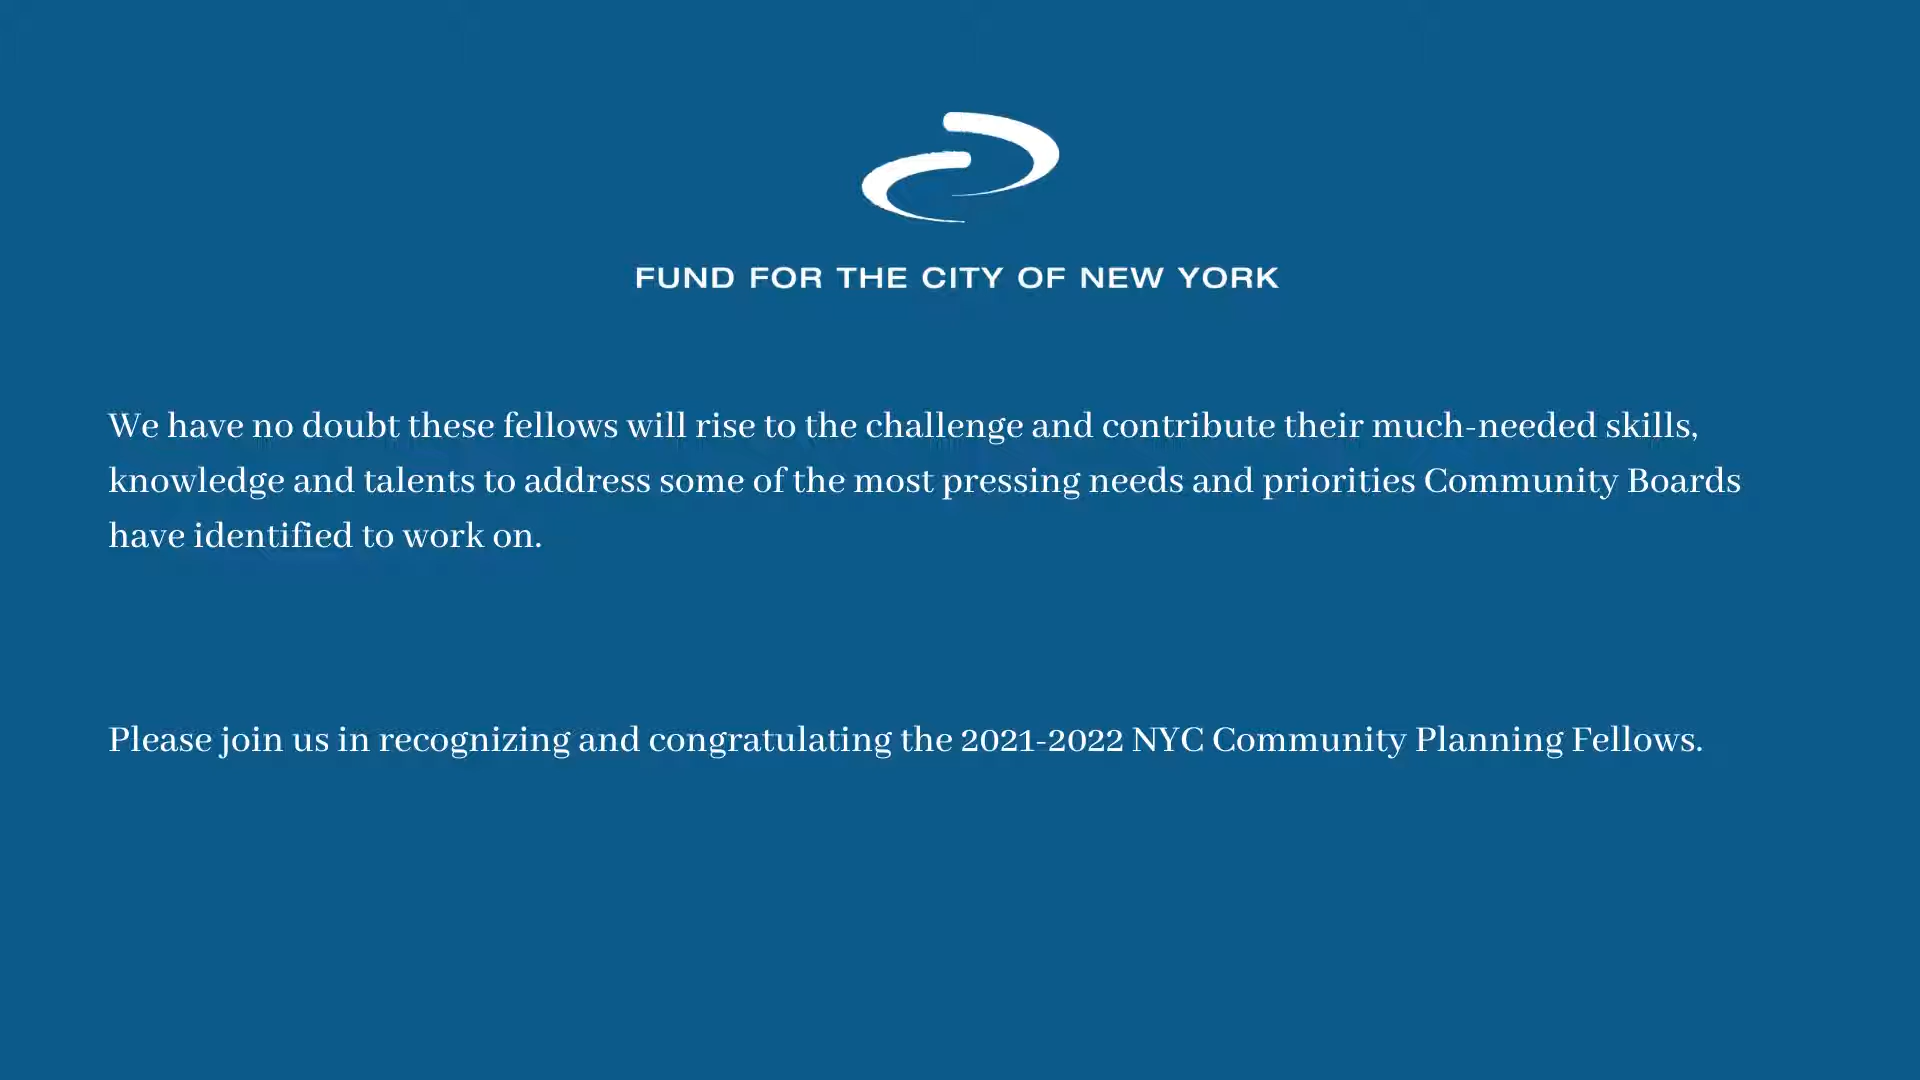 FUND FOR THE CITY OF NEW YORK
We have no doubt these fellows will rise to the challenge and contribute their much-needed skills,
knowledge and talents to address some of the most pressing needs and priorities Community Boards
have identified to work on.
Please join us in recognizing and congratulating the 2021-2022 NYC Community Planning Fellows.